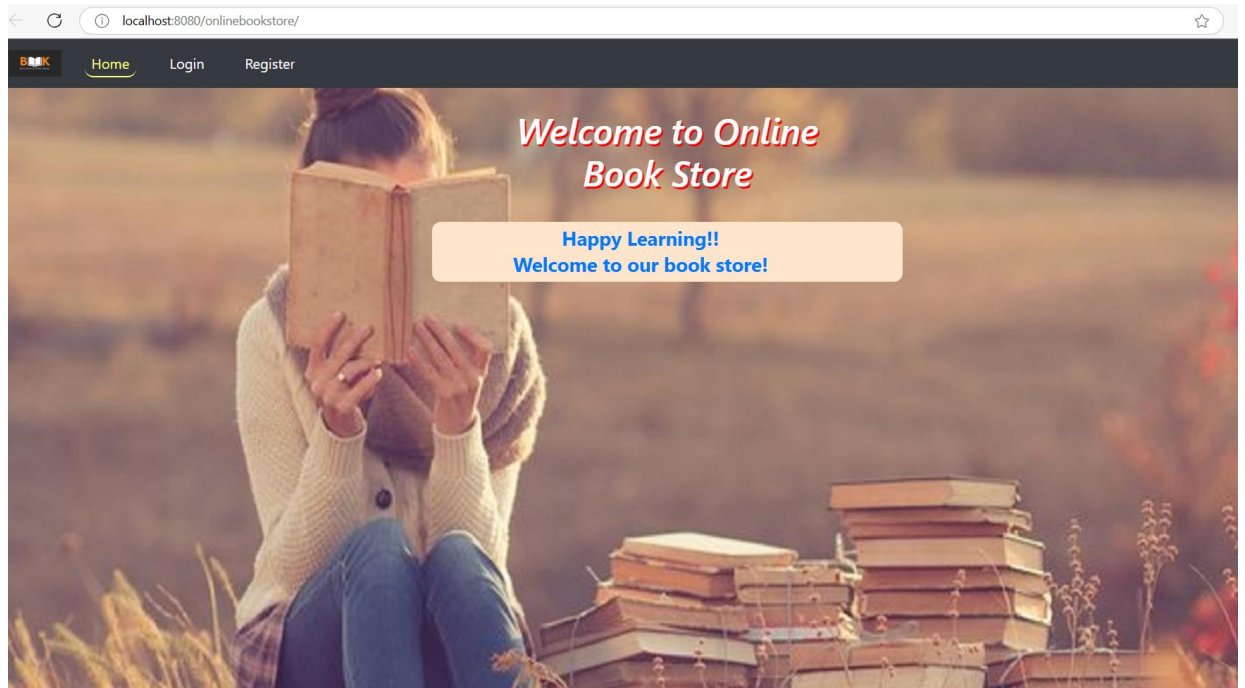 localhost:8080/onlinebookstore/
BOOK
Home Login Register
Welcome to Online
Book Store
Happy Learning!!
Welcome to our book store!